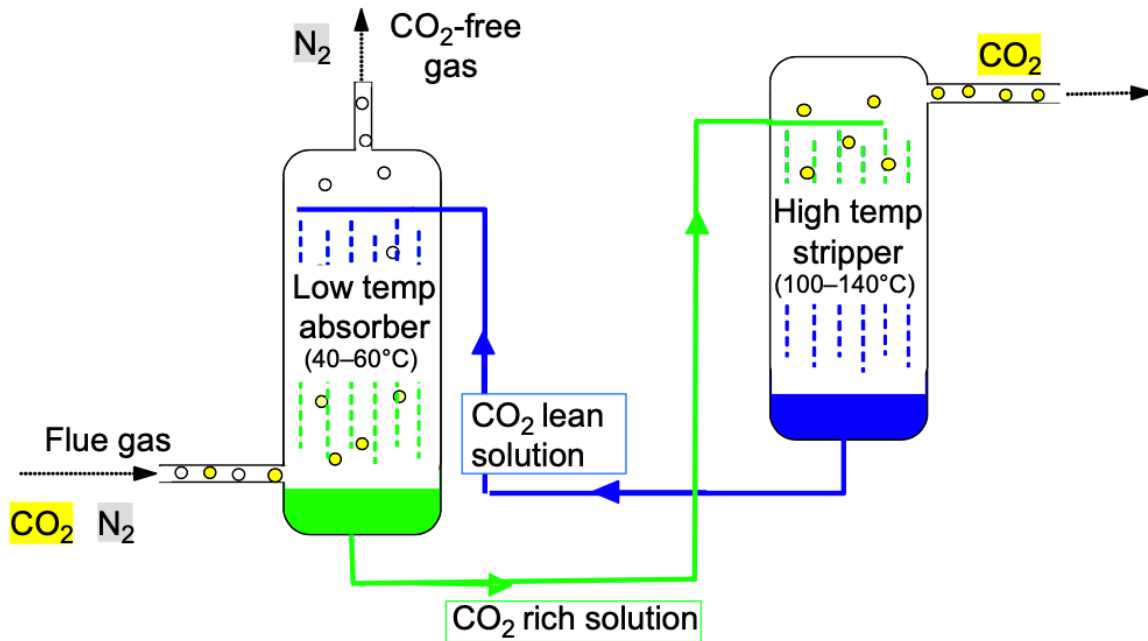 N₂
CO₂-free
gas
CO₂
High temp
stripper
(100–140°C)
Low temp
absorber
(40–60°C)
CO₂ lean
solution
Flue gas
CO₂ N₂
CO₂ rich solution